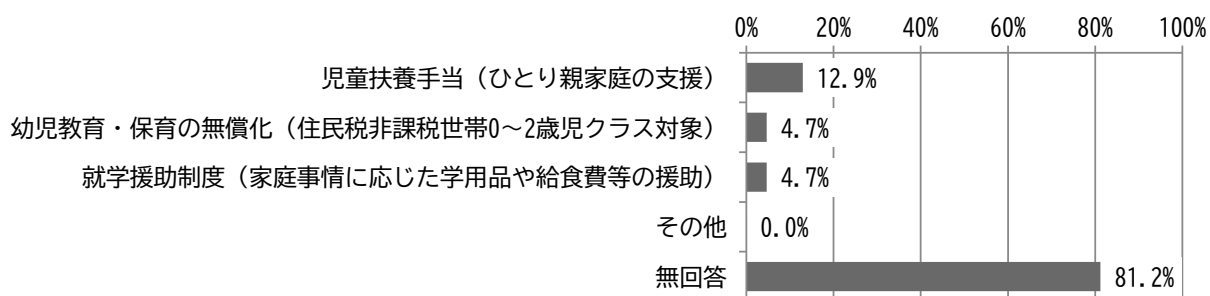 0% 20% 40% 60% 80% 100%
児童扶養手当（ひとり親家庭の支援） 12.9%
幼児教育・保育の無償化（住民税非課税世帯0～2歳児クラス対象） 4.7%
就学援助制度（家庭事情に応じた学用品や給食費等の援助） 4.7%
その他 0.0%
無回答 81.2%